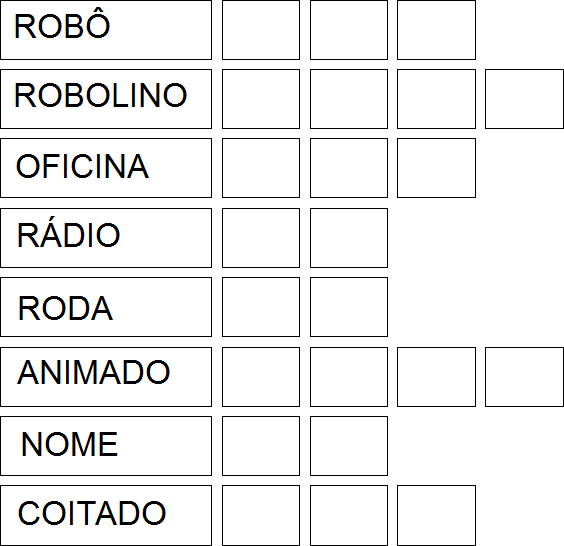 ROBÔ
ROBOLINO
OFICINA
RÁDIO
RODA
ANIMADO
NOME
COITADO